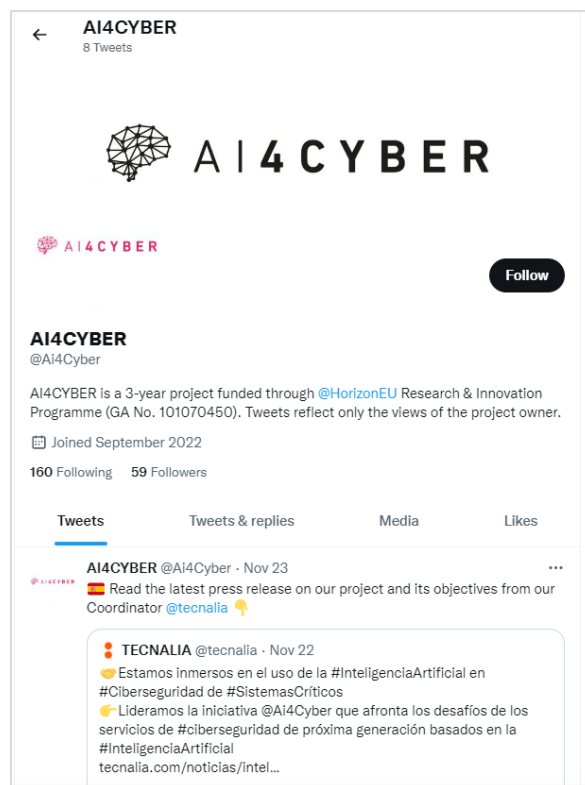 AI4CYBER
8 Tweets
AI4CYBER
AI4CYBER
Follow
AI4CYBER
@Ai4Cyber
AI4CYBER is a 3-year project funded through @HorizonEU Research & Innovation
Programme (GA No. 101070450). Tweets reflect only the views of the project owner.
Joined September 2022
160 Following 59 Followers
Tweets Tweets & replies Media Likes
AI4CYBER @Ai4Cyber · Nov 23
AI4CYBER
🇪🇸 Read the latest press release on our project and its objectives from our
Coordinator @tecnalia 👇
TECNALIA @tecnalia · Nov 22
🤝Estamos inmersos en el uso de la #InteligenciaArtificial en
#Ciberseguridad de #SistemasCríticos
👉Lideramos la iniciativa @Ai4Cyber que afronta los desafíos de los
servicios de #ciberseguridad de próxima generación basados en la
#InteligenciaArtificial
tecnalia.com/noticias/intel...